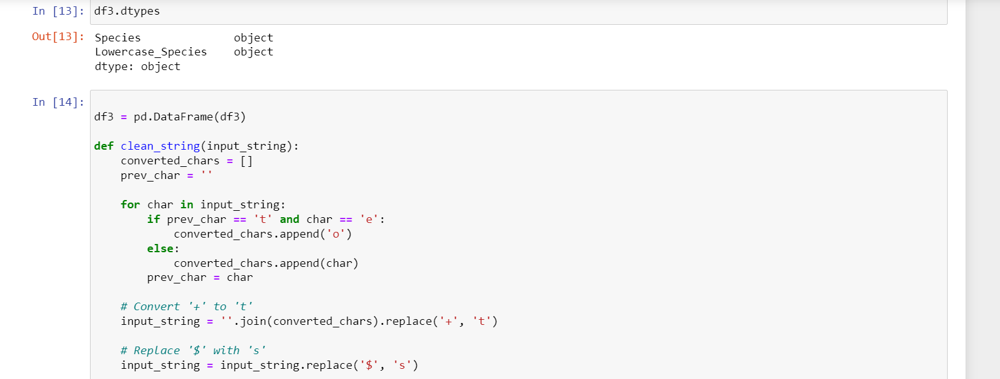 In [13]: df3.dtypes
Out[13]: Species              object
Lowercase_Species    object
dtype: object
In [14]:
df3 = pd.DataFrame(df3)
def clean_string(input_string):
    converted_chars = []
    prev_char = ''
    for char in input_string:
        if prev_char == 't' and char == 'e':
            converted_chars.append('o')
        else:
            converted_chars.append(char)
        prev_char = char
    # Convert '+' to 't'
    input_string = ''.join(converted_chars).replace('+', 't')
    # Replace '$' with 's'
    input_string = input_string.replace('$', 's')